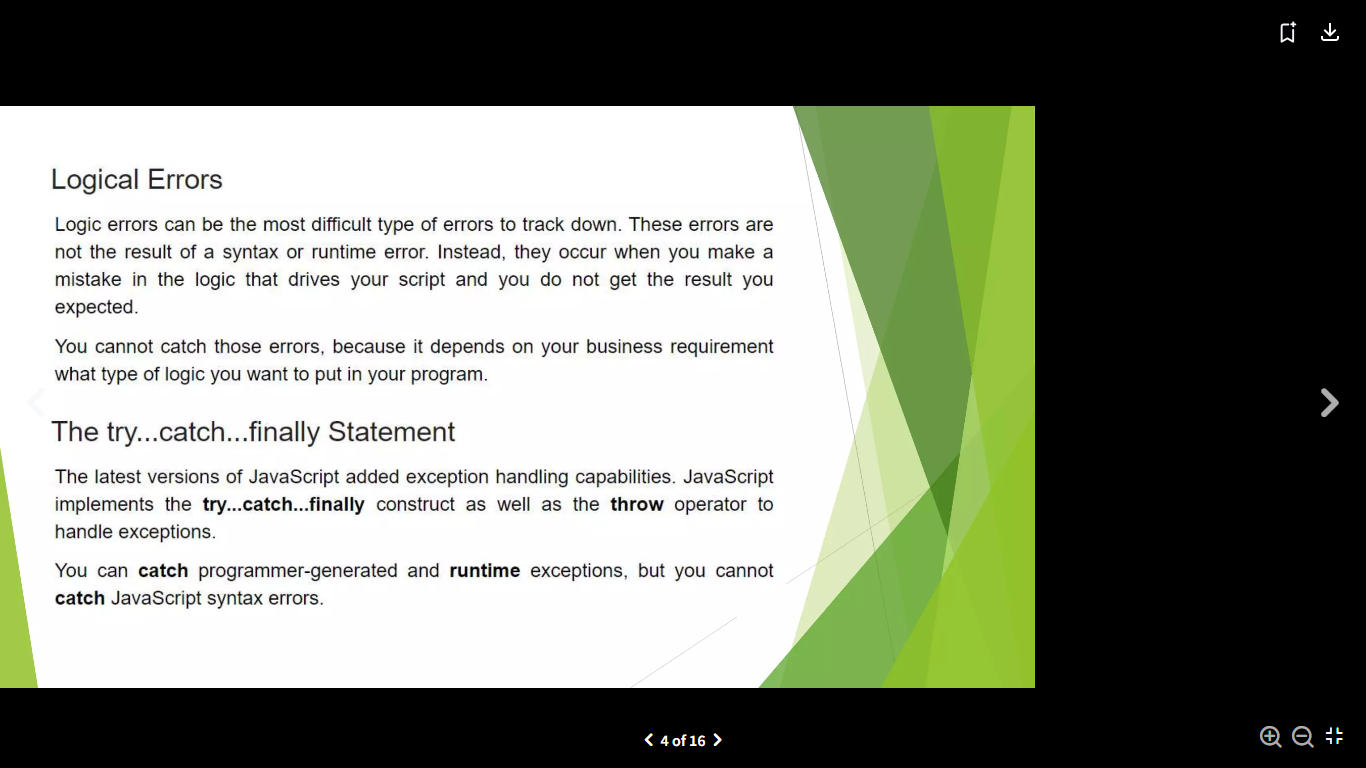 Logical Errors
Logic errors can be the most difficult type of errors to track down. These errors are
not the result of a syntax or runtime error. Instead, they occur when you make a
mistake in the logic that drives your script and you do not get the result you
expected.
You cannot catch those errors, because it depends on your business requirement
what type of logic you want to put in your program.
The try...catch...finally Statement
The latest versions of JavaScript added exception handling capabilities. JavaScript
implements the try...catch...finally construct as well as the throw operator to
handle exceptions.
You can catch programmer-generated and runtime exceptions, but you cannot
catch JavaScript syntax errors.
4 of 16